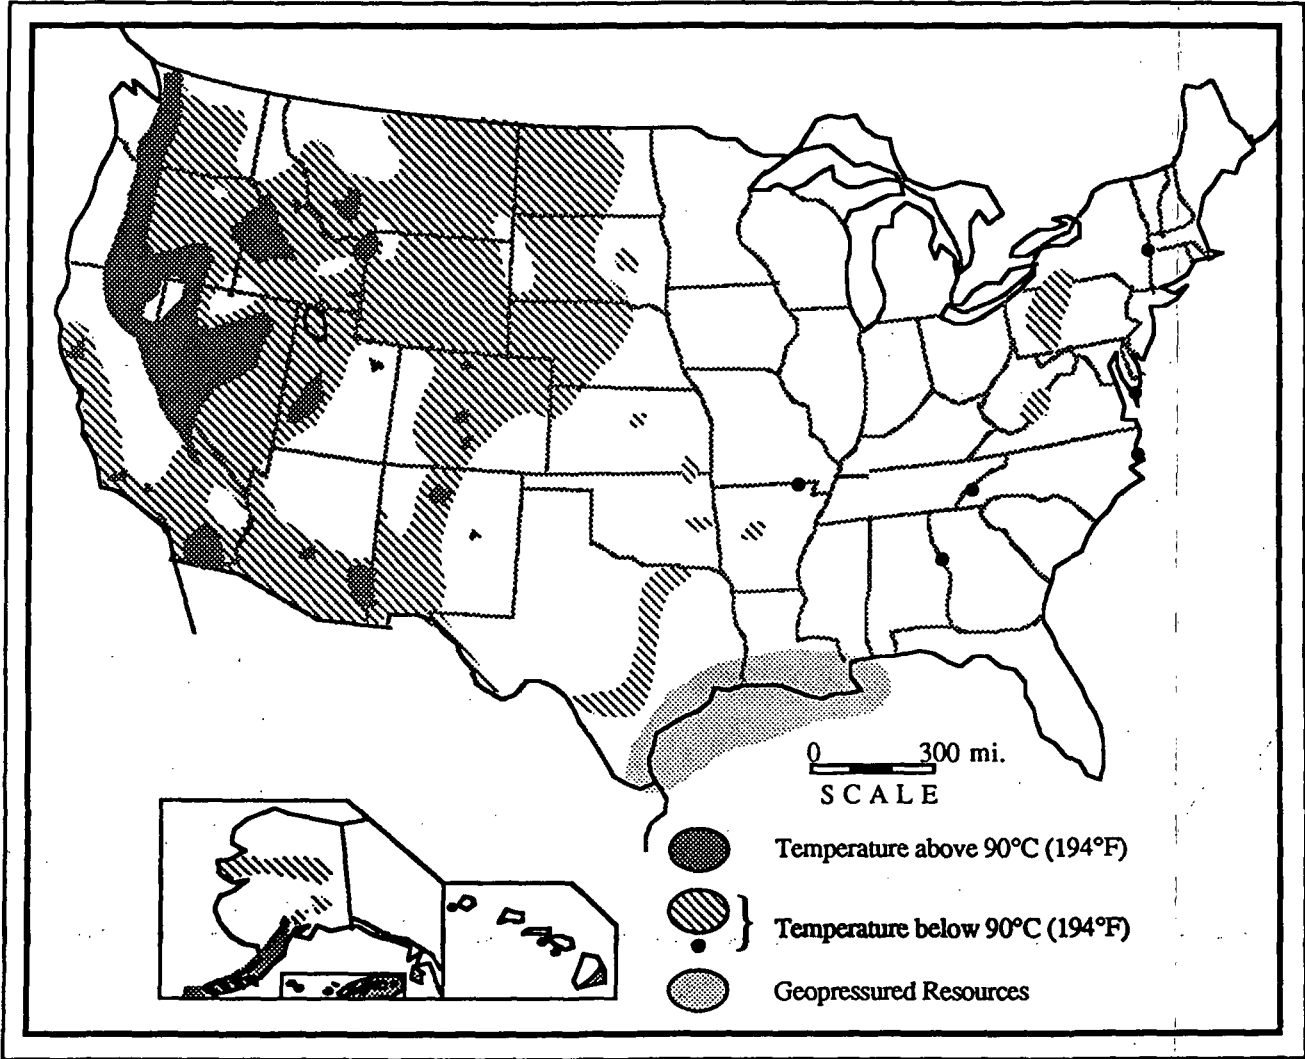 0 300 mi.
SCALE
Temperature above 90°C (194°F)
Temperature below 90°C (194°F)
Geopressured Resources